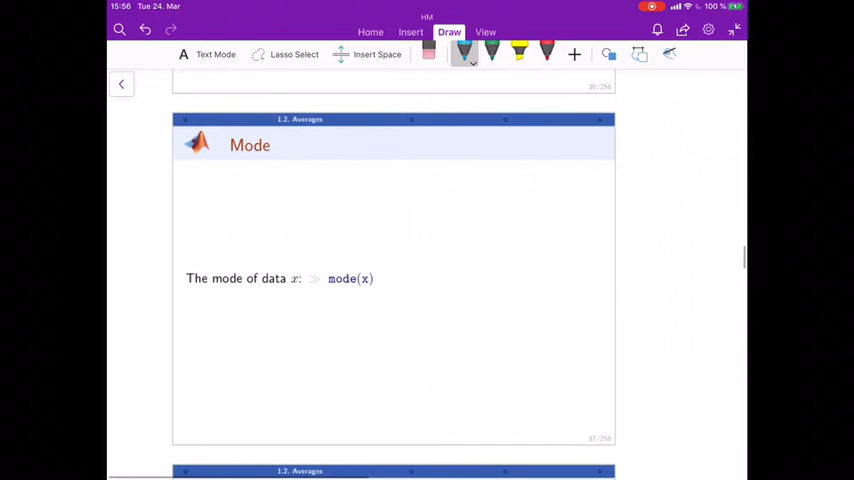 15:56 Tue 24. Mar
100 %
HM
Home Insert Draw View
A Text Mode Lasso Select Insert Space
36/256
1.2. Averages
Mode
The mode of data x: ≫ mode(x)
37/256
1.2. Averages